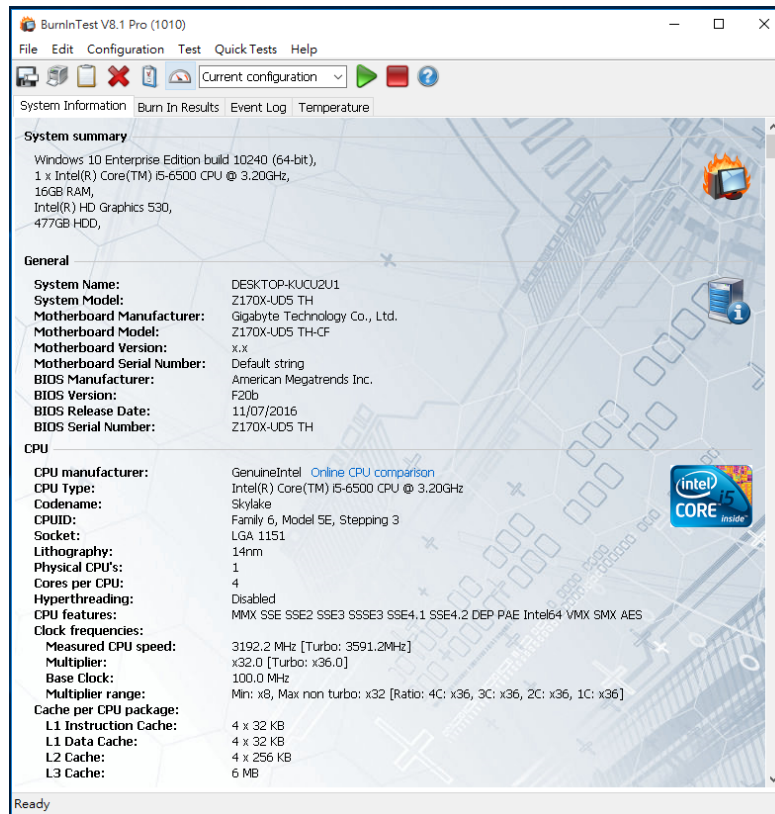 BurnInTest V8.1 Pro (1010)
File Edit Configuration Test Quick Tests Help
Current configuration
System Information Burn In Results Event Log Temperature
System summary
Windows 10 Enterprise Edition build 10240 (64-bit),
1 x Intel(R) Core(TM) i5-6500 CPU @ 3.20GHz,
16GB RAM,
Intel(R) HD Graphics 530,
477GB HDD,
General
System Name: DESKTOP-KUCU2U1
System Model: Z170X-UD5 TH
Motherboard Manufacturer: Gigabyte Technology Co., Ltd.
Motherboard Model: Z170X-UD5 TH-CF
Motherboard Version: x.x
Motherboard Serial Number: Default string
BIOS Manufacturer: American Megatrends Inc.
BIOS Version: F20b
BIOS Release Date: 11/07/2016
BIOS Serial Number: Z170X-UD5 TH
CPU
CPU manufacturer: GenuineIntel Online CPU comparison
CPU Type: Intel(R) Core(TM) i5-6500 CPU @ 3.20GHz
Codename: Skylake
CPUID: Family 6, Model 5E, Stepping 3
Socket: LGA 1151
Lithography: 14nm
Physical CPU's: 1
Cores per CPU: 4
Hyperthreading: Disabled
CPU features: MMX SSE SSE2 SSE3 SSSE3 SSE4.1 SSE4.2 DEP PAE Intel64 VMX SMX AES
Clock frequencies:
Measured CPU speed: 3192.2 MHz [Turbo: 3591.2MHz]
Multiplier: x32.0 [Turbo: x36.0]
Base Clock: 100.0 MHz
Multiplier range: Min: x8, Max non turbo: x32 [Ratio: 4C: x36, 3C: x36, 2C: x36, 1C: x36]
Cache per CPU package:
L1 Instruction Cache: 4 x 32 KB
L1 Data Cache: 4 x 32 KB
L2 Cache: 4 x 256 KB
L3 Cache: 6 MB
intel
i5
CORE inside
Ready